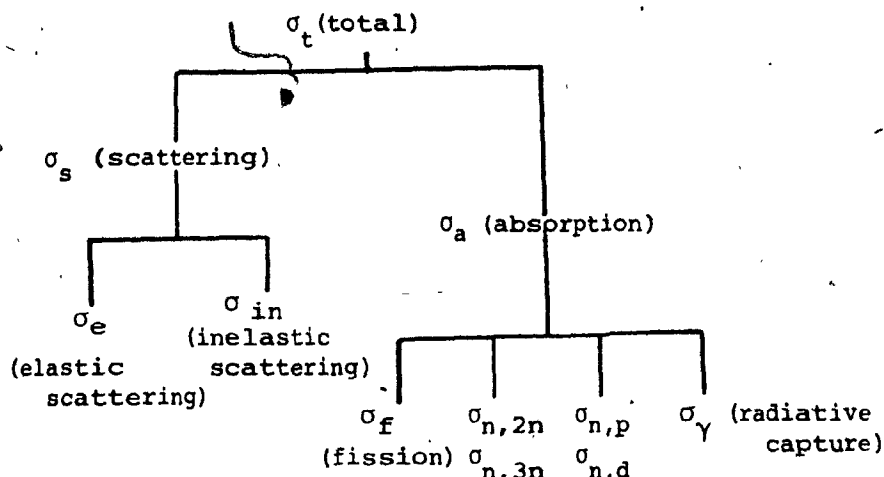 σt (total)
σs (scattering)
σa (absorption)
σe
(elastic
scattering)
σin
(inelastic
scattering)
σf
(fission)
σn,2n
σn,3n
σn,p
σn,d
σγ (radiative
capture)